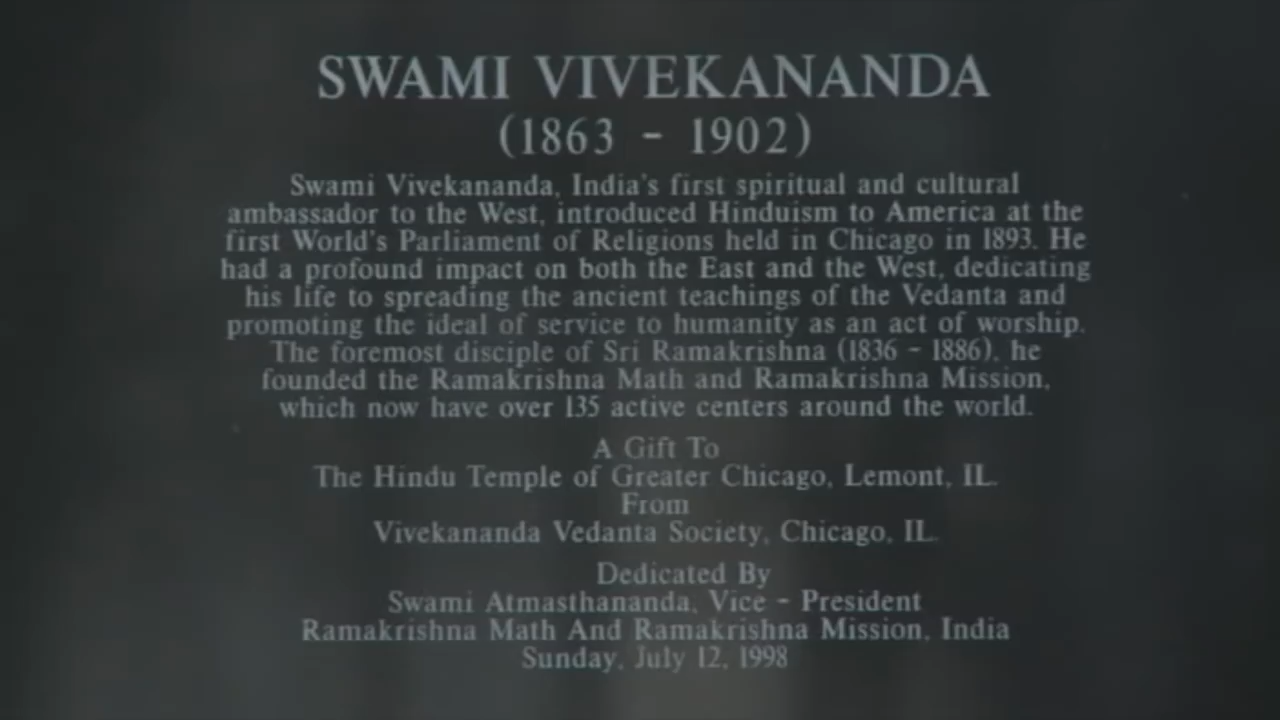 SWAMI VIVEKANANDA
(1863 - 1902)
Swami Vivekananda, India's first spiritual and cultural
ambassador to the West, introduced Hinduism to America at the
first World's Parliament of Religions held in Chicago in 1893. He
had a profound impact on both the East and the West, dedicating
his life to spreading the ancient teachings of the Vedanta and
promoting the ideal of service to humanity as an act of worship.
The foremost disciple of Sri Ramakrishna (1836 - 1886), he
founded the Ramakrishna Math and Ramakrishna Mission,
which now have over 135 active centers around the world.
A Gift To
The Hindu Temple of Greater Chicago, Lemont, IL.
From
Vivekananda Vedanta Society, Chicago, IL.
Dedicated By
Swami Atmasthananda, Vice - President
Ramakrishna Math And Ramakrishna Mission, India
Sunday, July 12, 1998